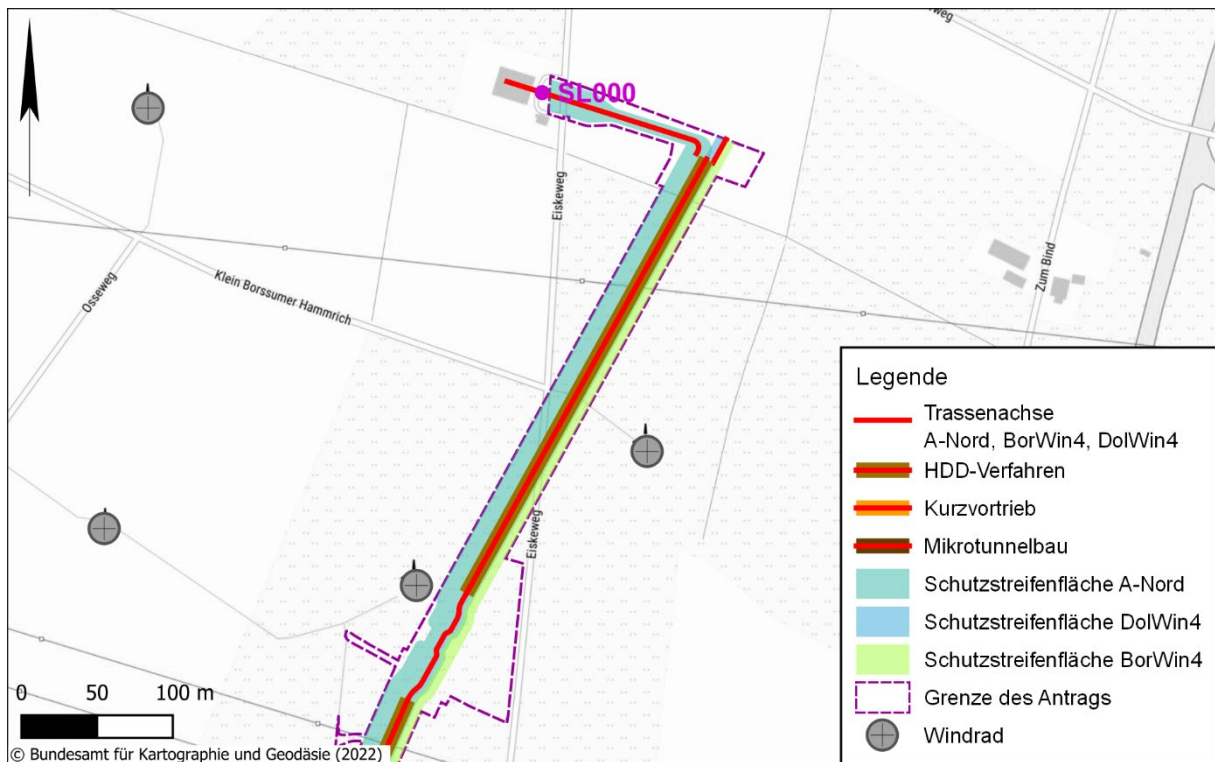 SL000
Eiskeweg
Zum Bind
Osseweg
Klein Borssumer Hammrich
Eiskeweg
Legende
Trassenachse
A-Nord, BorWin4, DolWin4
HDD-Verfahren
Kurzvortrieb
Mikrotunnelbau
Schutzstreifenfläche A-Nord
Schutzstreifenfläche DolWin4
Schutzstreifenfläche BorWin4
Grenze des Antrags
Windrad
0 50 100 m
© Bundesamt für Kartographie und Geodäsie (2022)